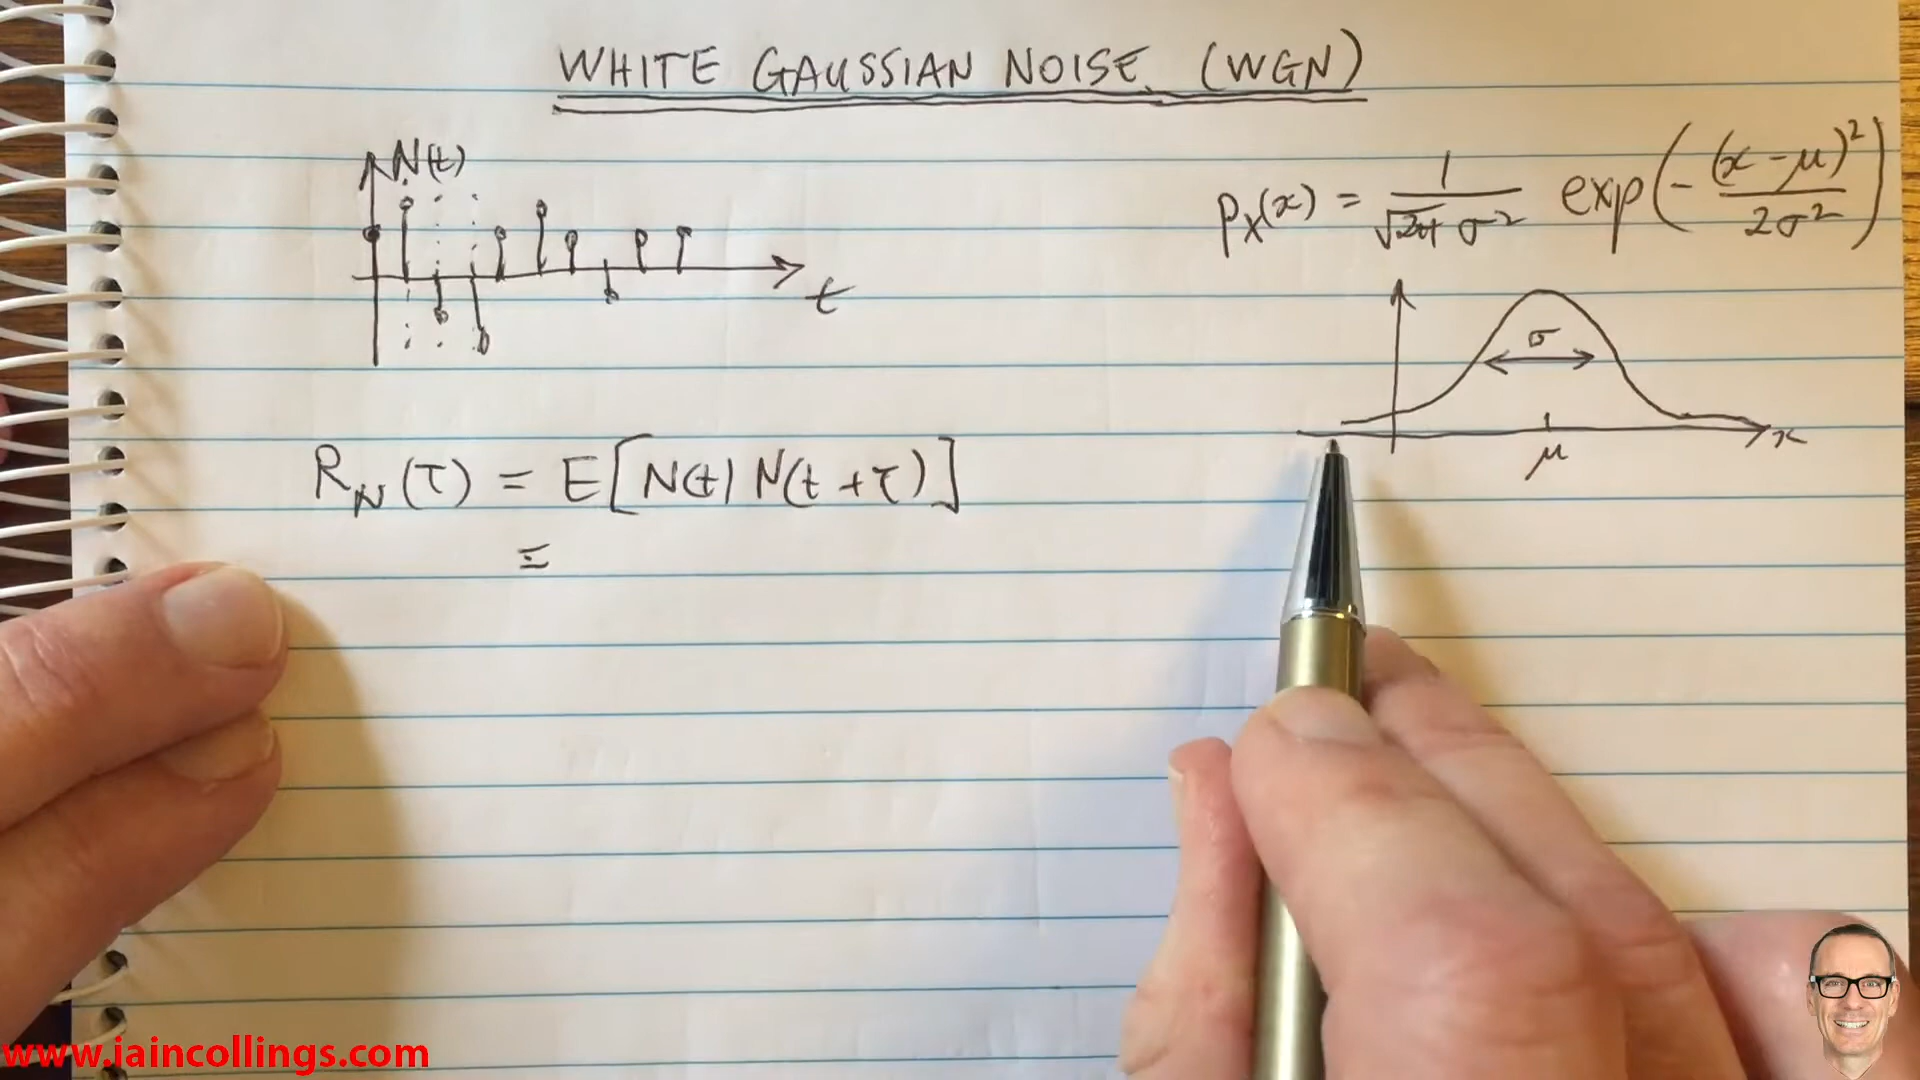 WHITE GAUSSIAN NOISE (WGN)
N(t)
t
p_X(x) = 1/(√2π σ²) exp(-(x-μ)²/2σ²)
σ
μ
x
R_N(τ) = E[N(t) N(t+τ)]
=
www.iaincollings.com